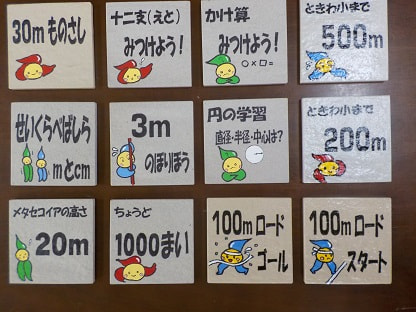 30mものさし
十二支(えと)
みつけよう!
かけ算
みつけよう!
○×□=
ときわ小まで
500m
せいくらべばしら
mとcm
3m
のぼりぼう
円の学習
直径・半径・中心は?
ときわ小まで
200m
メタセコイアの高さ
20m
ちょうど
1000まい
100mロード
ゴール
100mロード
スタート